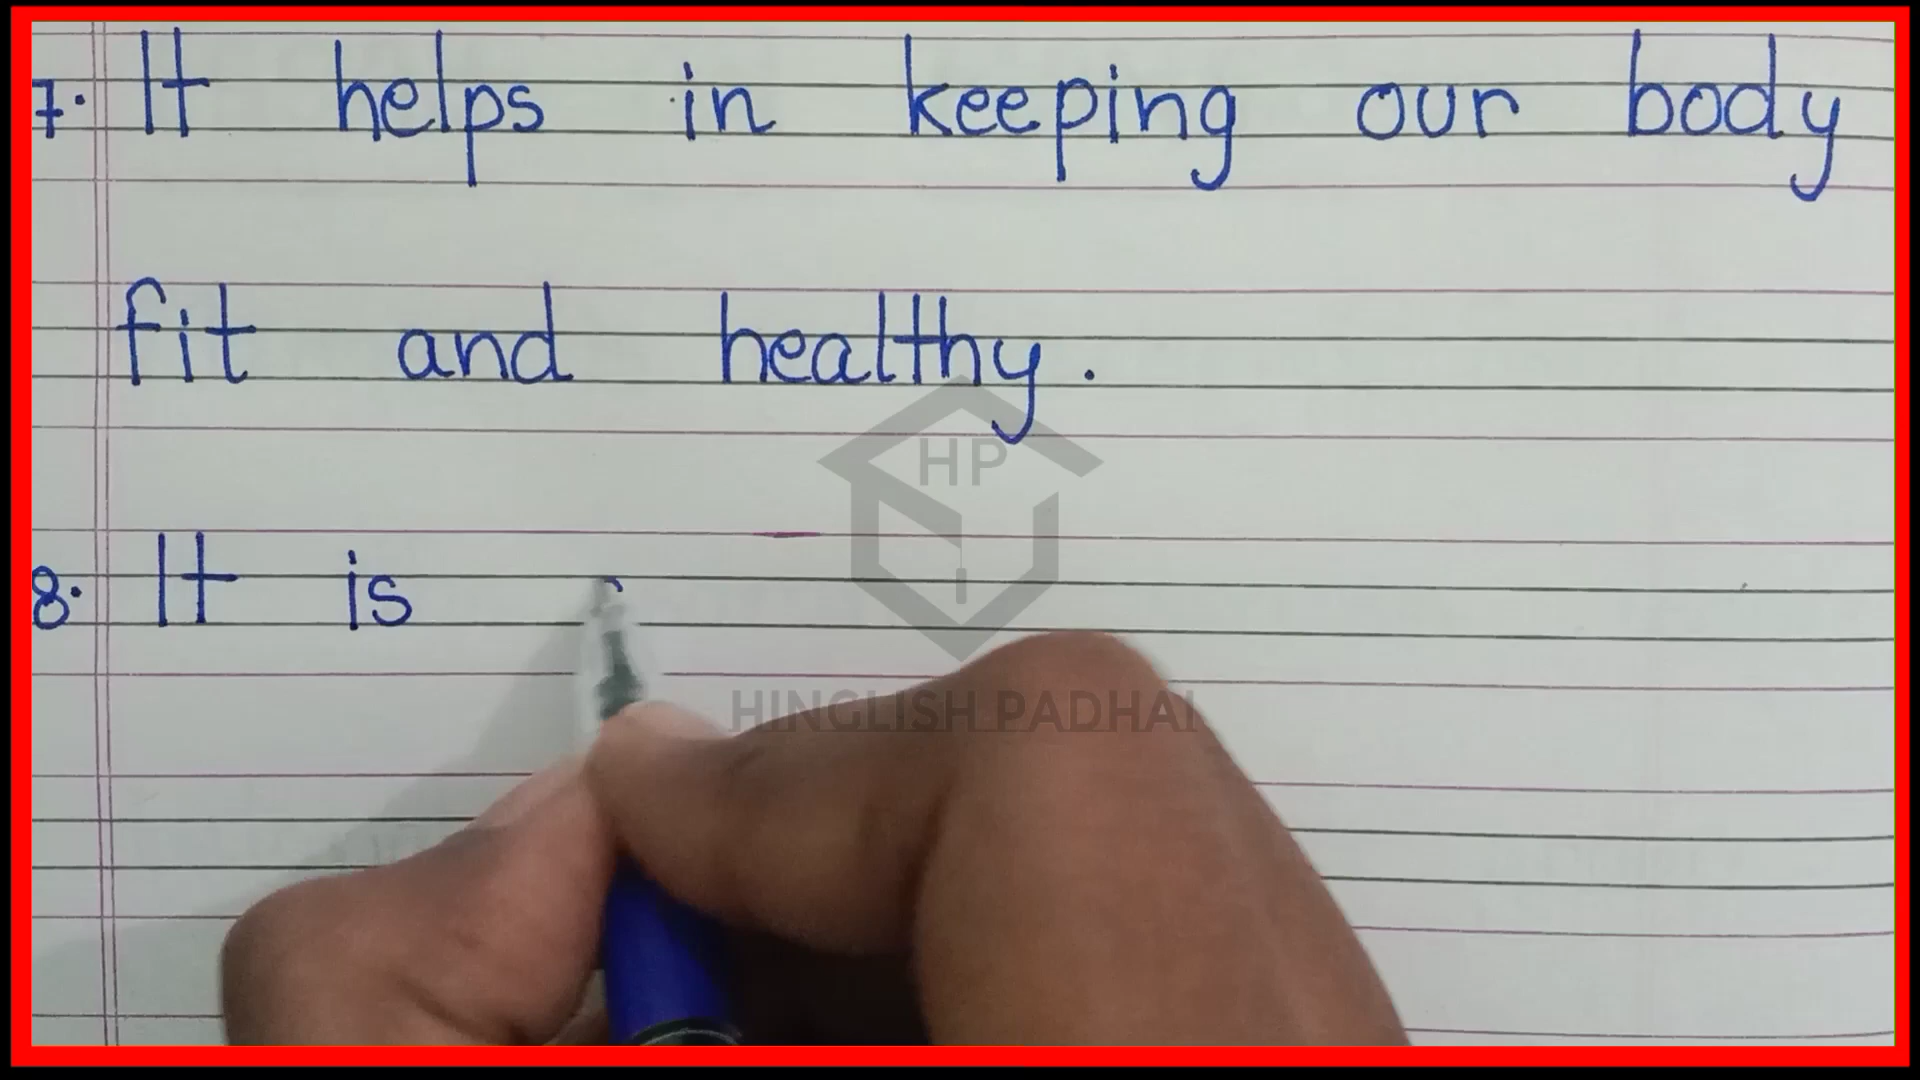 7. It helps in keeping our body
fit and healthy.
HP
I
8. It is
HINGLISH PADHAI